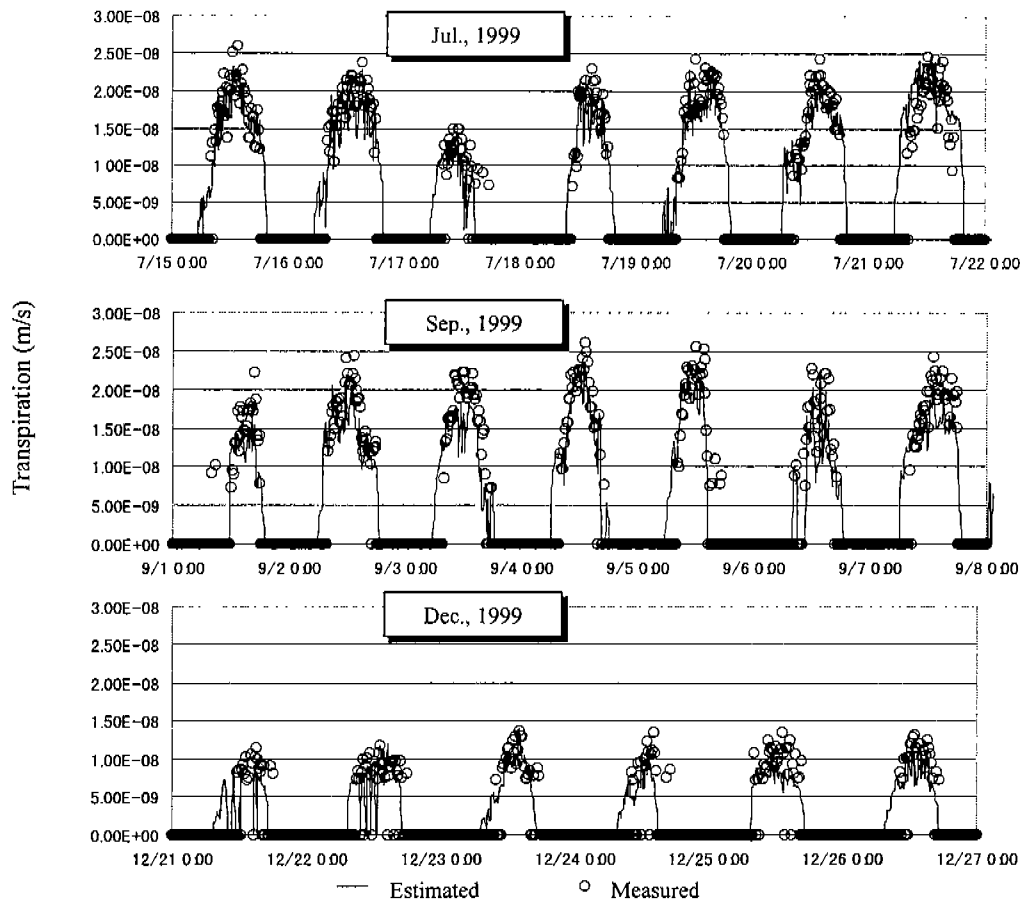 Transpiration (m/s)
Jul., 1999
3.00E-08
2.50E-08
2.00E-08
1.50E-08
1.00E-08
5.00E-09
0.00E+00
7/15 0:00 7/16 0:00 7/17 0:00 7/18 0:00 7/19 0:00 7/20 0:00 7/21 0:00 7/22 0:00
Sep., 1999
3.00E-08
2.50E-08
2.00E-08
1.50E-08
1.00E-08
5.00E-09
0.00E+00
9/1 0:00 9/2 0:00 9/3 0:00 9/4 0:00 9/5 0:00 9/6 0:00 9/7 0:00 9/8 0:00
Dec., 1999
3.00E-08
2.50E-08
2.00E-08
1.50E-08
1.00E-08
5.00E-09
0.00E+00
12/21 0:00 12/22 0:00 12/23 0:00 12/24 0:00 12/25 0:00 12/26 0:00 12/27 0:00
Estimated Measured